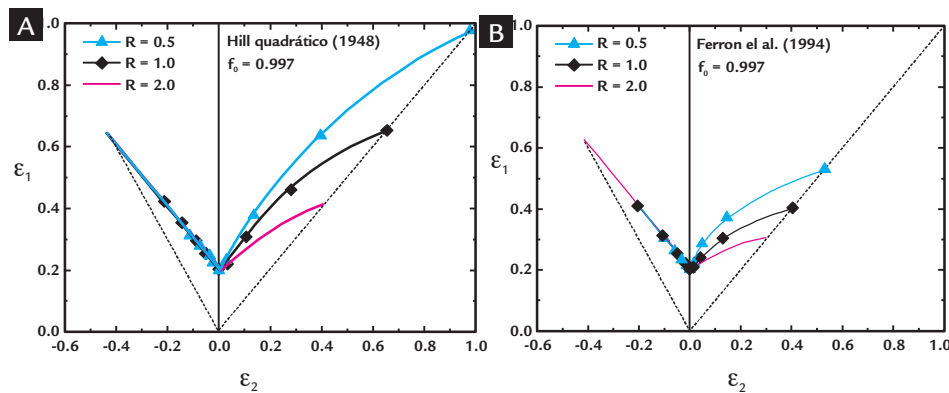 A
R = 0.5
R = 1.0
R = 2.0
Hill quadrático (1948)
f0 = 0.997
1.0
0.8
0.6
0.4
0.2
0.0
ε1
-0.6 -0.4 -0.2 0.0 0.2 0.4 0.6 0.8 1.0
ε2
B
R = 0.5
R = 1.0
R = 2.0
Ferron el al. (1994)
f0 = 0.997
1.0
0.8
0.6
0.4
0.2
0.0
ε1
-0.6 -0.4 -0.2 0.0 0.2 0.4 0.6 0.8 1.0
ε2